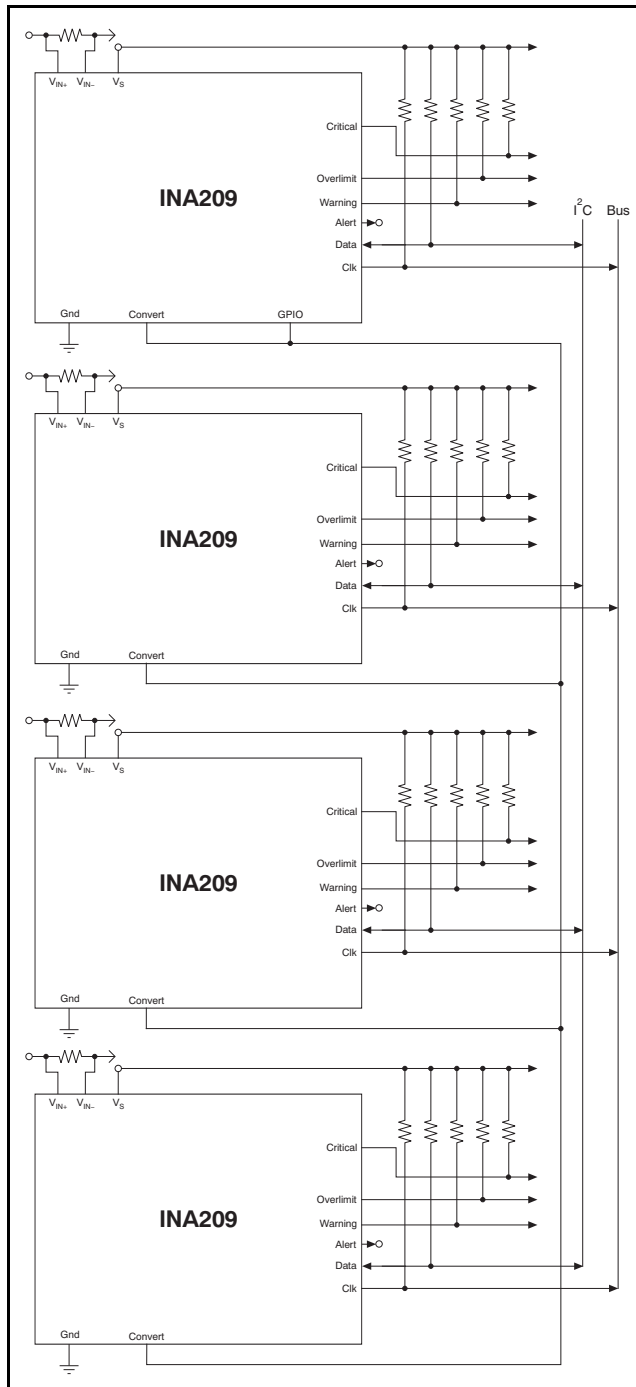 V_IN+ V_IN− V_S
Critical
INA209
Overlimit
Warning
Alert
Data
Clk
I²C Bus
Gnd Convert GPIO
V_IN+ V_IN− V_S
Critical
INA209
Overlimit
Warning
Alert
Data
Clk
Gnd Convert
V_IN+ V_IN− V_S
Critical
INA209
Overlimit
Warning
Alert
Data
Clk
Gnd Convert
V_IN+ V_IN− V_S
Critical
INA209
Overlimit
Warning
Alert
Data
Clk
Gnd Convert